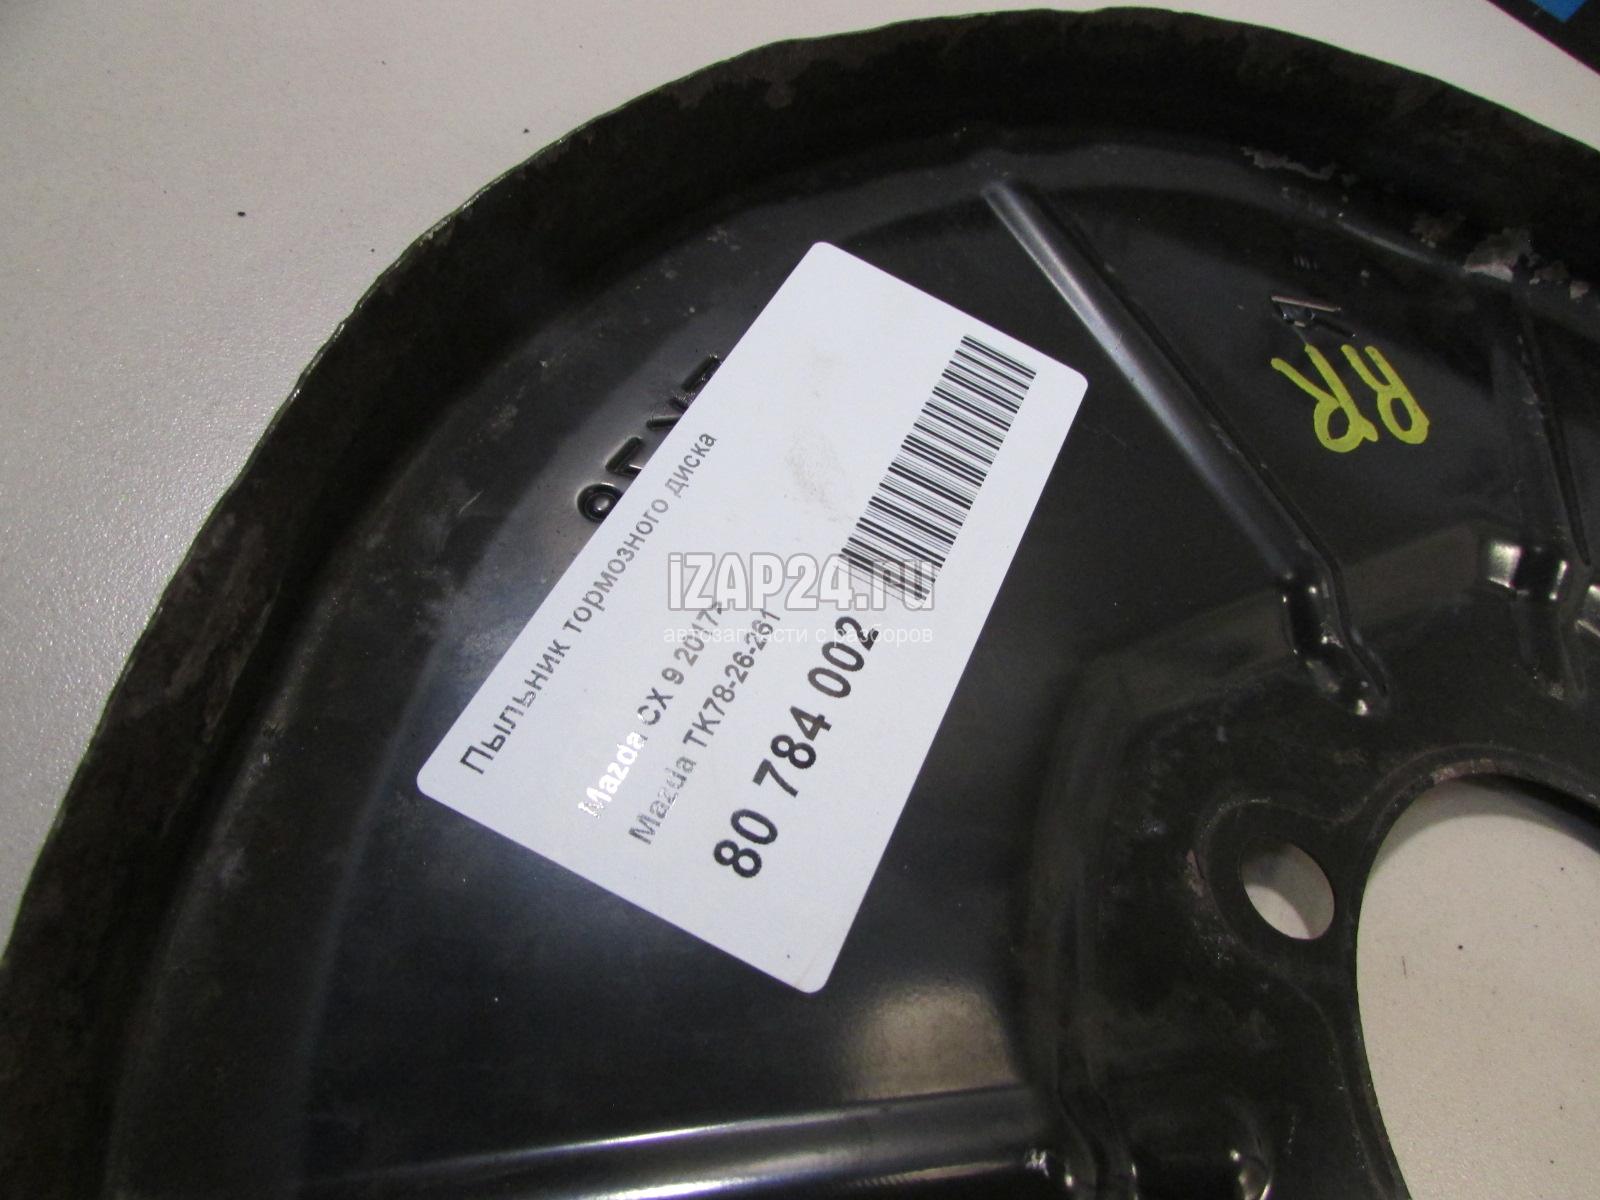 Пыльник тормозного диска
Mazda CX 9 2017>
Mazda TK78-26-261
80 784 002
iZAP24.ru
автозапчасти с разборов
RR